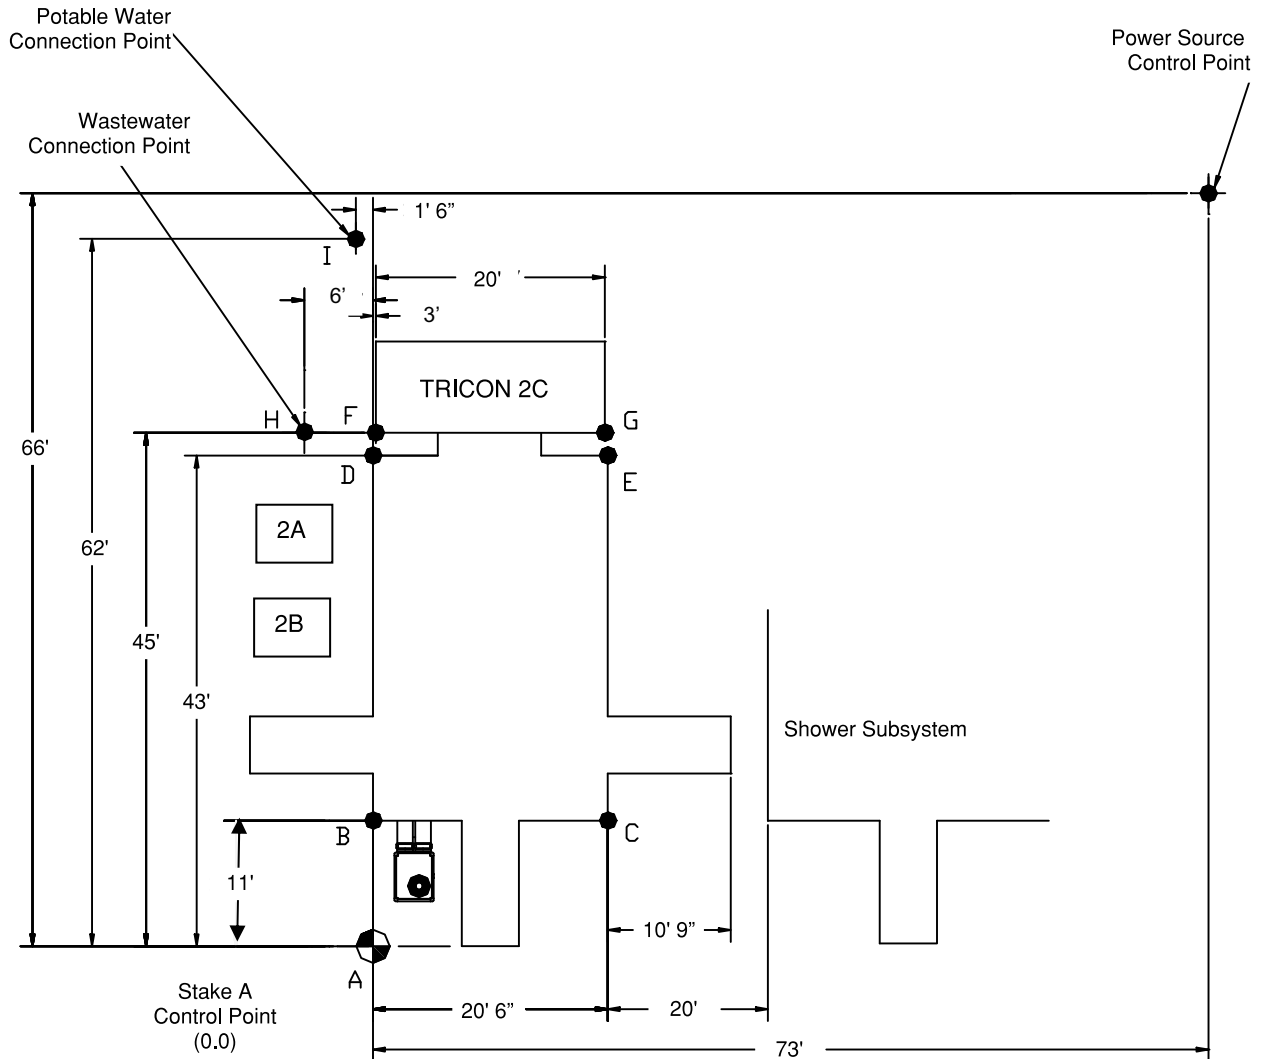 Potable Water
Connection Point
Power Source
Control Point
Wastewater
Connection Point
1' 6”
I
20'
6'
3'
TRICON 2C
H
F
G
66'
D
E
2A
62'
2B
45'
43'
Shower Subsystem
B
C
11'
10' 9”
A
Stake A
Control Point
(0.0)
20' 6”
20'
73'